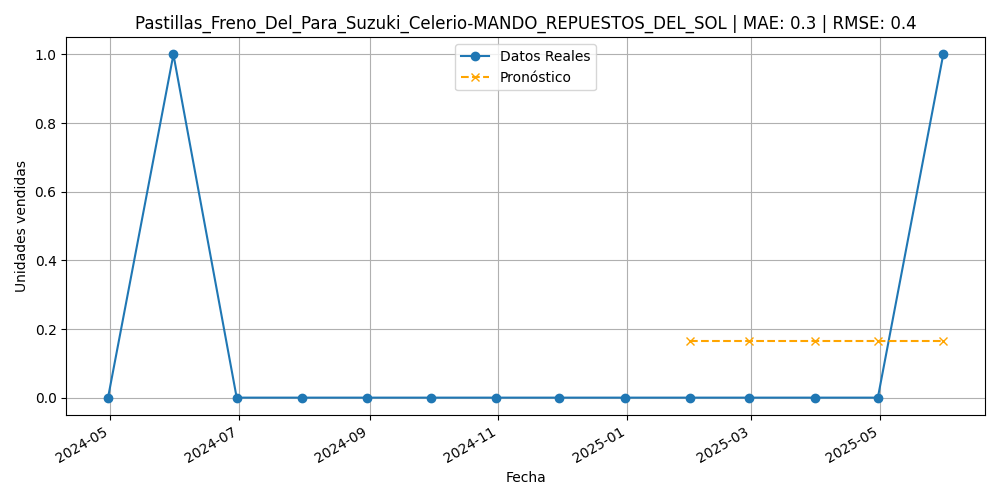 Pastillas_Freno_Del_Para_Suzuki_Celerio-MANDO_REPUESTOS_DEL_SOL | MAE: 0.3 | RMSE: 0.4
Datos Reales
Pronóstico
Unidades vendidas
1.0
0.8
0.6
0.4
0.2
0.0
2024-05
2024-07
2024-09
2024-11
2025-01
2025-03
2025-05
Fecha